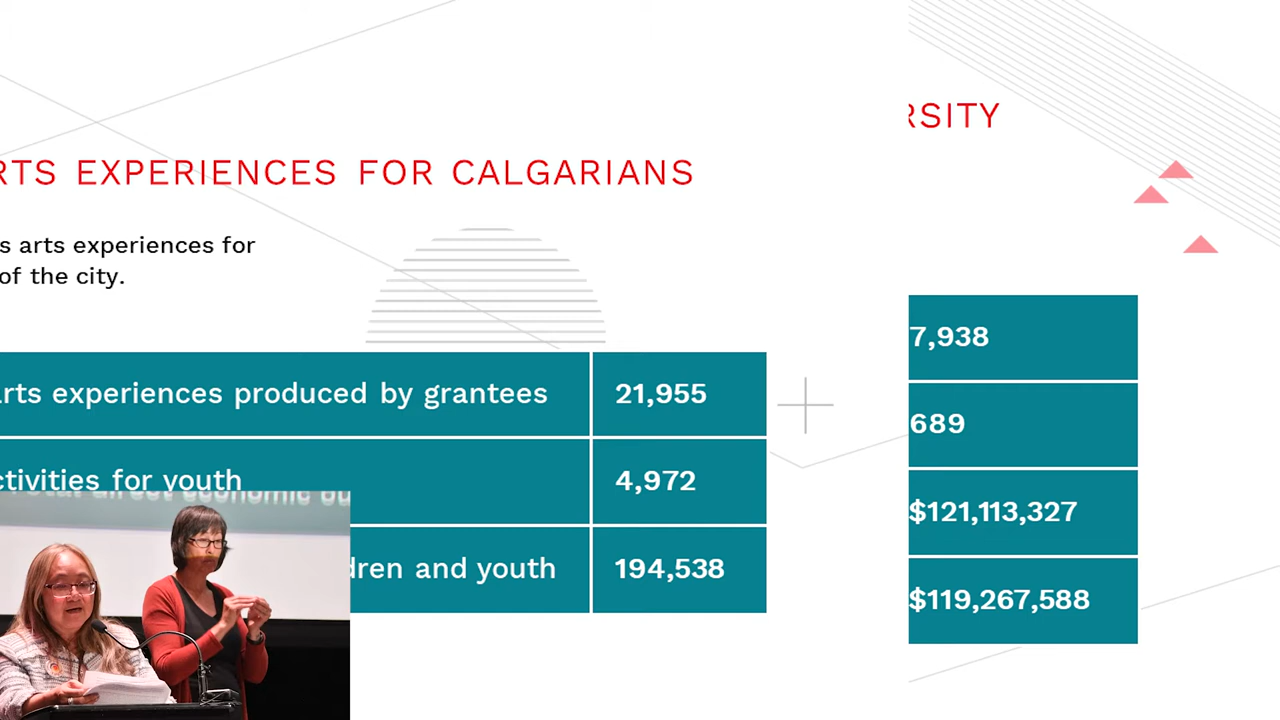 RTS EXPERIENCES FOR CALGARIANS
s arts experiences for
of the city.
arts experiences produced by grantees 21,955
ctivities for youth 4,972
dren and youth 194,538
RSITY
7,938
689
$121,113,327
$119,267,588